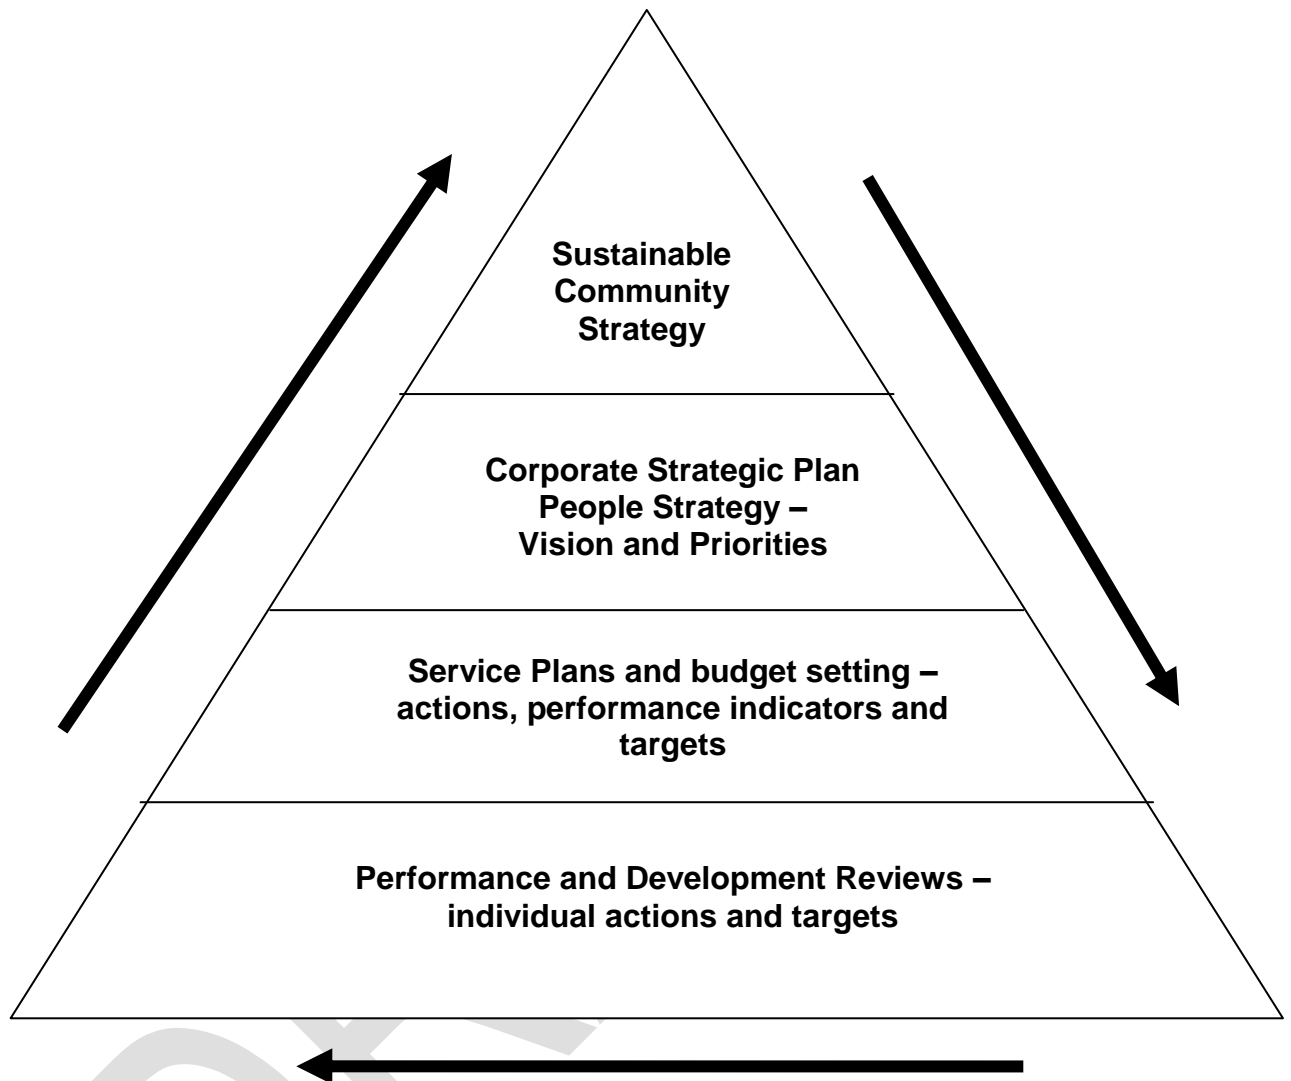 Sustainable
Community
Strategy
Corporate Strategic Plan
People Strategy –
Vision and Priorities
Service Plans and budget setting –
actions, performance indicators and
targets
Performance and Development Reviews –
individual actions and targets